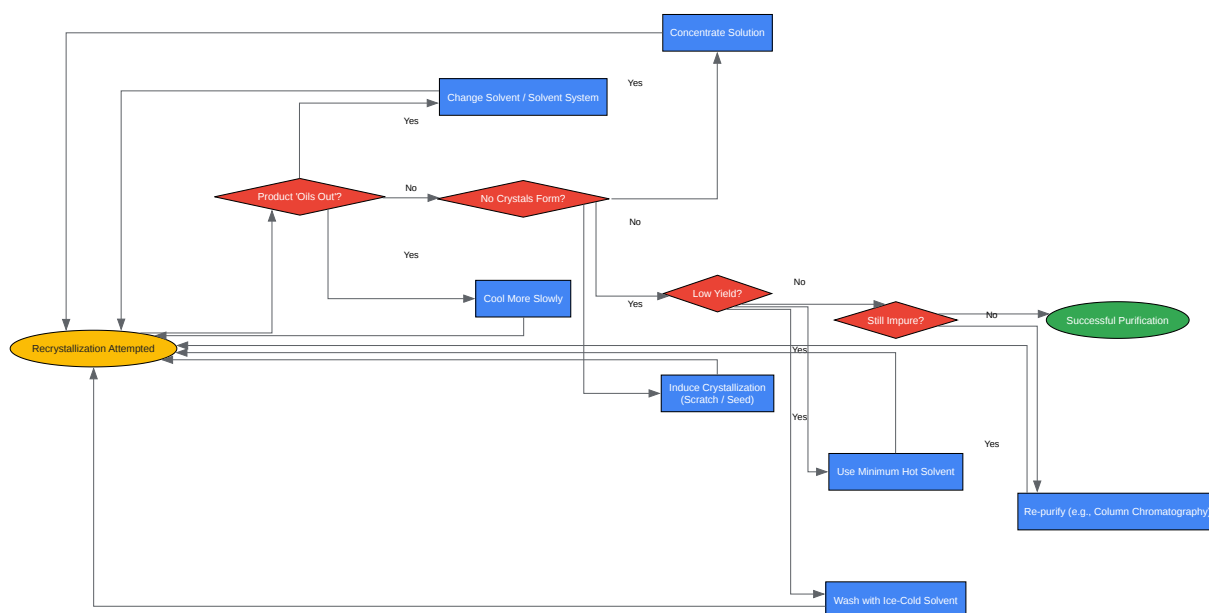 Concentrate Solution
Yes
Change Solvent / Solvent System
Yes
Product 'Oils Out'?
No
No Crystals Form?
No
Yes
Cool More Slowly
Yes
Low Yield?
No
Still Impure?
No
Successful Purification
Recrystallization Attempted
Yes
Induce Crystallization
(Scratch / Seed)
Yes
Yes
Use Minimum Hot Solvent
Re-purify (e.g., Column Chromatography)
Wash with Ice-Cold Solvent